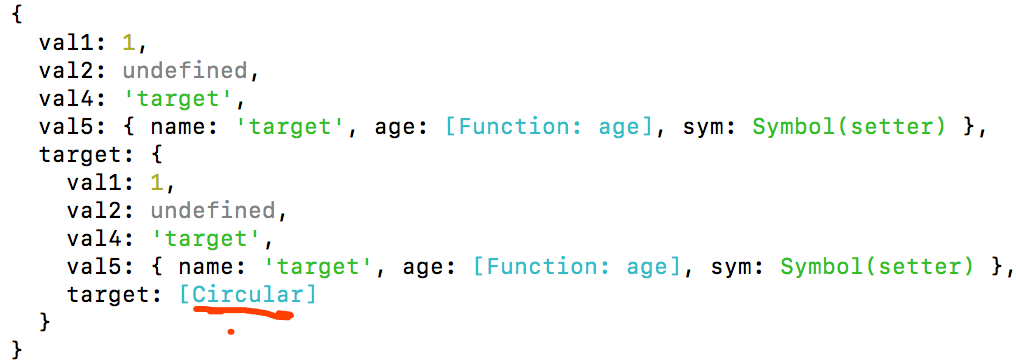 {
  val1: 1,
  val2: undefined,
  val4: 'target',
  val5: { name: 'target', age: [Function: age], sym: Symbol(setter) },
  target: {
    val1: 1,
    val2: undefined,
    val4: 'target',
    val5: { name: 'target', age: [Function: age], sym: Symbol(setter) },
    target: [Circular]
  }
}